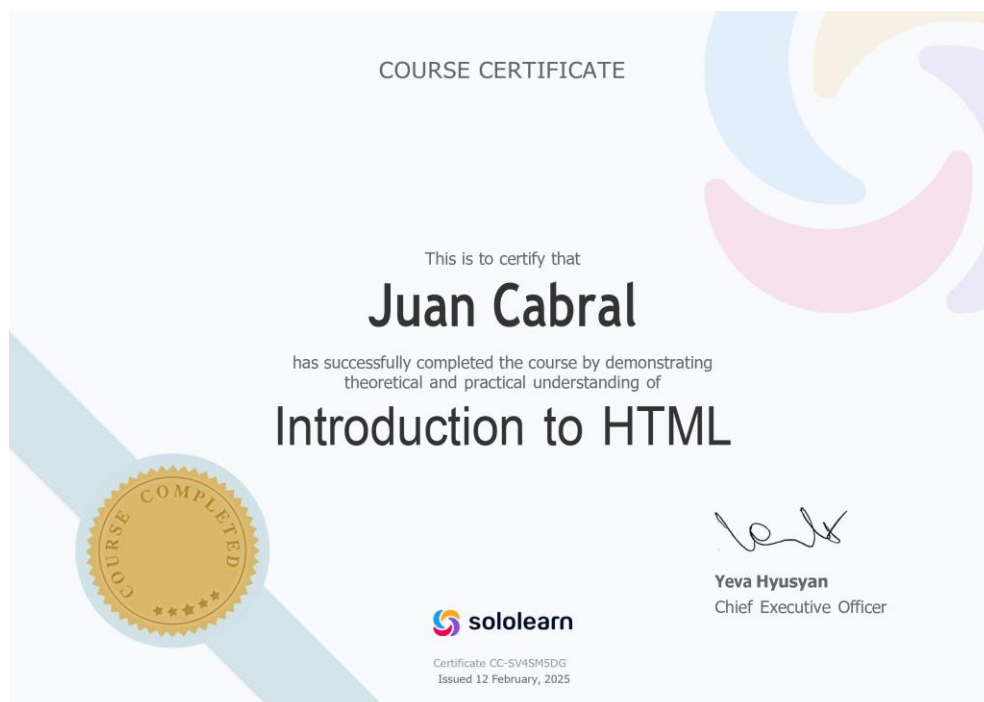 COURSE CERTIFICATE
This is to certify that
Juan Cabral
has successfully completed the course by demonstrating
theoretical and practical understanding of
Introduction to HTML
COURSE COMPLETED
Yeva Hyusyan
Chief Executive Officer
sololearn
Certificate CC-SV4SM5DG
Issued 12 February, 2025